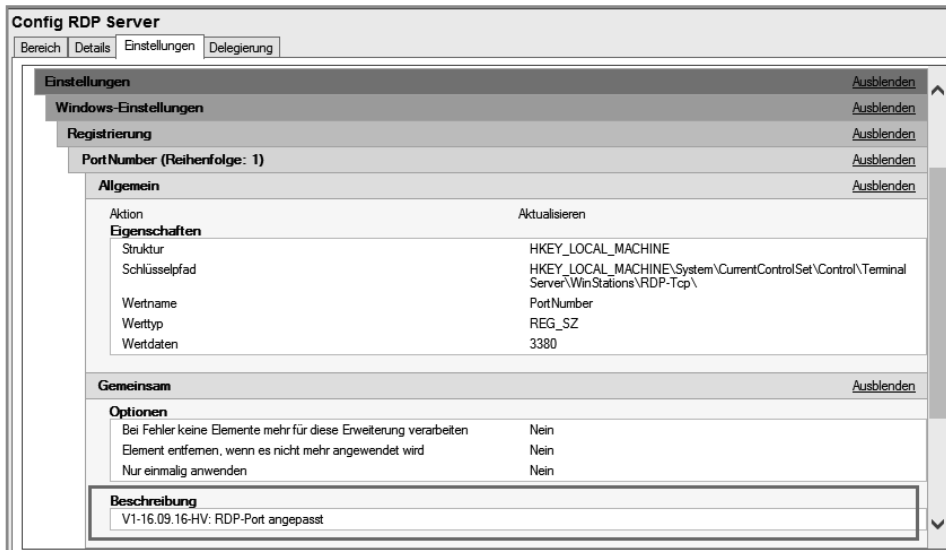 Config RDP Server
Bereich Details Einstellungen Delegierung
Einstellungen Ausblenden
Windows-Einstellungen Ausblenden
Registrierung Ausblenden
PortNumber (Reihenfolge: 1) Ausblenden
Allgemein Ausblenden
Aktion Aktualisieren
Eigenschaften
Struktur HKEY_LOCAL_MACHINE
Schlüsselpfad HKEY_LOCAL_MACHINE\System\CurrentControlSet\Control\Terminal
Server\WinStations\RDP-Tcp\
Wertname PortNumber
Werttyp REG_SZ
Wertdaten 3380
Gemeinsam Ausblenden
Optionen
Bei Fehler keine Elemente mehr für diese Erweiterung verarbeiten Nein
Element entfernen, wenn es nicht mehr angewendet wird Nein
Nur einmalig anwenden Nein
Beschreibung
V1-16.09.16-HV: RDP-Port angepasst